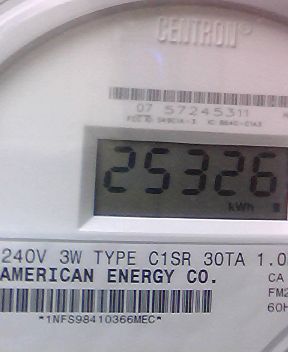 CENTRON®
07 57245311
25326
kWh
240V 3W TYPE C1SR 30TA 1.0
AMERICAN ENERGY CO.
CA
FM2
60H
*1NFS98410366MEC*